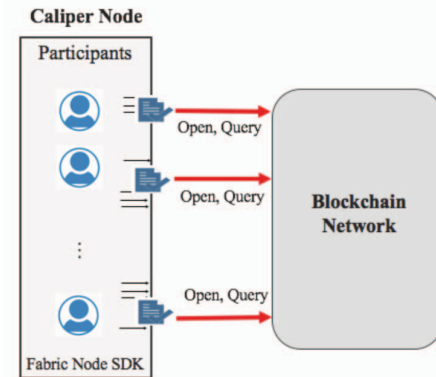 Caliper Node
Participants
Open, Query
Open, Query
Blockchain
Network
Open, Query
Fabric Node SDK